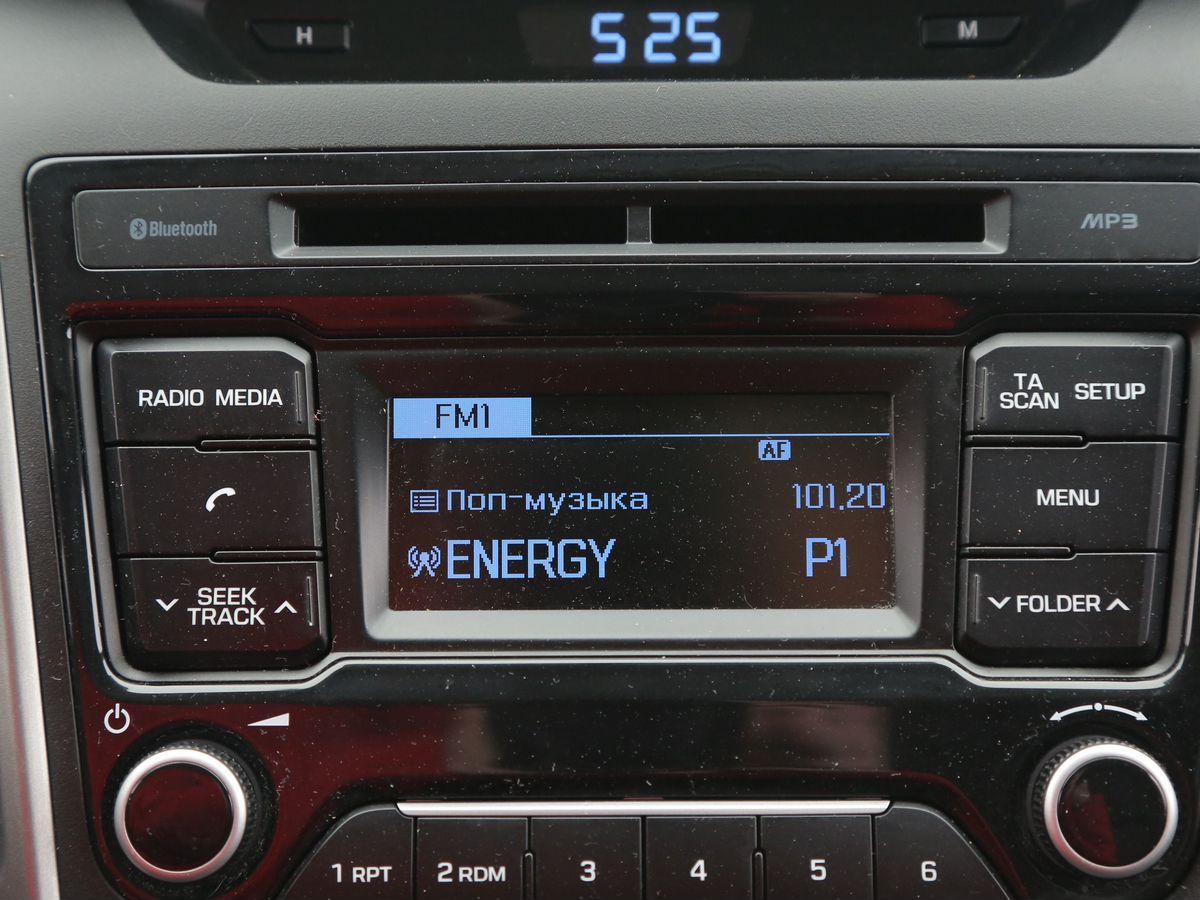 H
5 25
M
Bluetooth
MP3
RADIO MEDIA
FM1
TA
SCAN
SETUP
AF
Поп-музыка 101.20
MENU
ENERGY P1
SEEK
TRACK
FOLDER
1 RPT
2 RDM
3
4
5
6